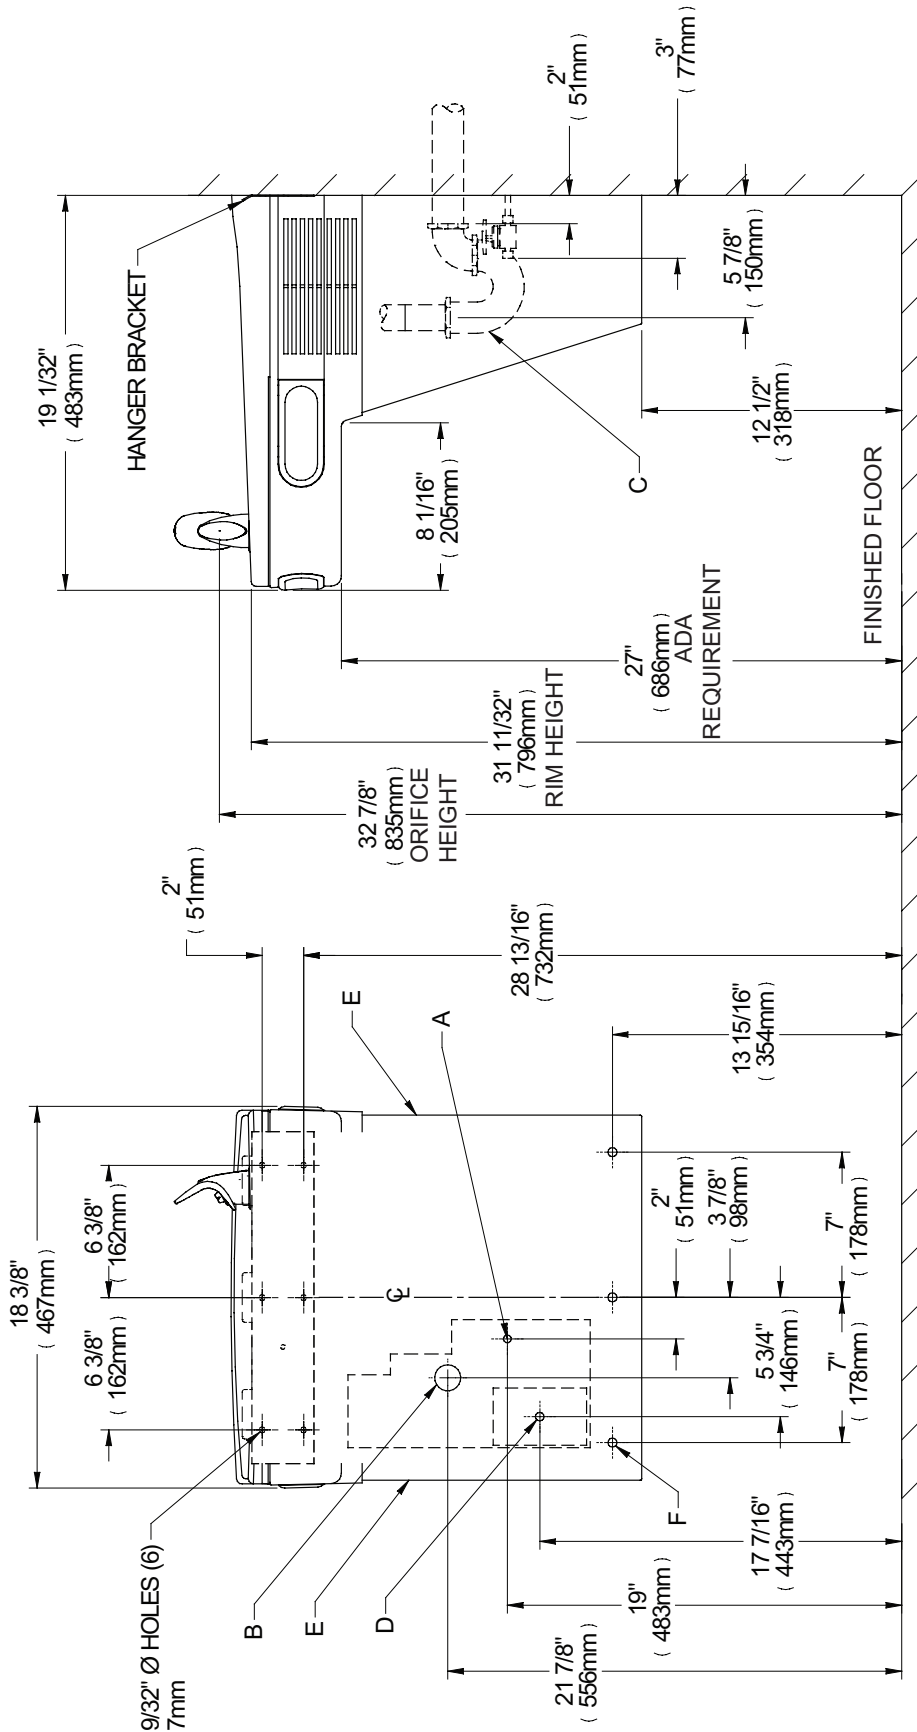 18 3/8"
( 467mm )
6 3/8"
( 162mm )
6 3/8"
( 162mm )
2"
( 51mm )
9/32" Ø HOLES (6)
7mm
B
E
D
F
E
A
℄
28 13/16"
( 732mm )
13 15/16"
( 354mm )
2"
( 51mm )
3 7/8"
( 98mm )
5 3/4"
( 146mm )
7"
( 178mm )
7"
( 178mm )
17 7/16"
( 443mm )
19"
( 483mm )
21 7/8"
( 556mm )
19 1/32"
( 483mm )
HANGER BRACKET
8 1/16"
( 205mm )
C
32 7/8"
( 835mm )
ORIFICE
HEIGHT
31 11/32"
( 796mm )
RIM HEIGHT
27"
( 686mm )
ADA
REQUIREMENT
12 1/2"
( 318mm )
5 7/8"
( 150mm )
2"
( 51mm )
3"
( 77mm )
FINISHED FLOOR